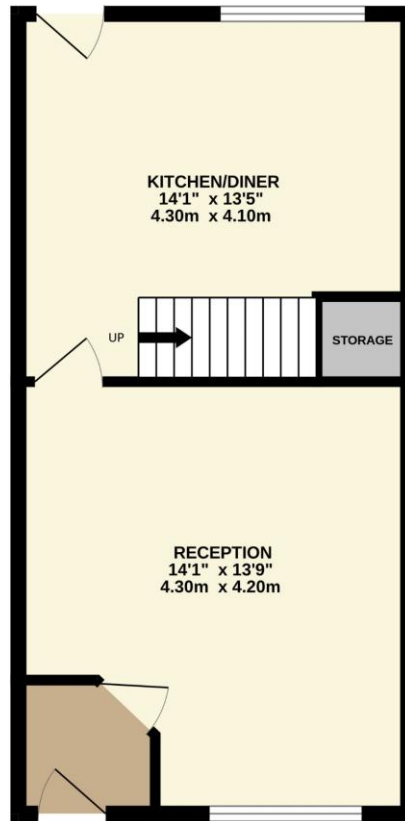 KITCHEN/DINER
14'1" x 13'5"
4.30m x 4.10m
UP
STORAGE
RECEPTION
14'1" x 13'9"
4.30m x 4.20m